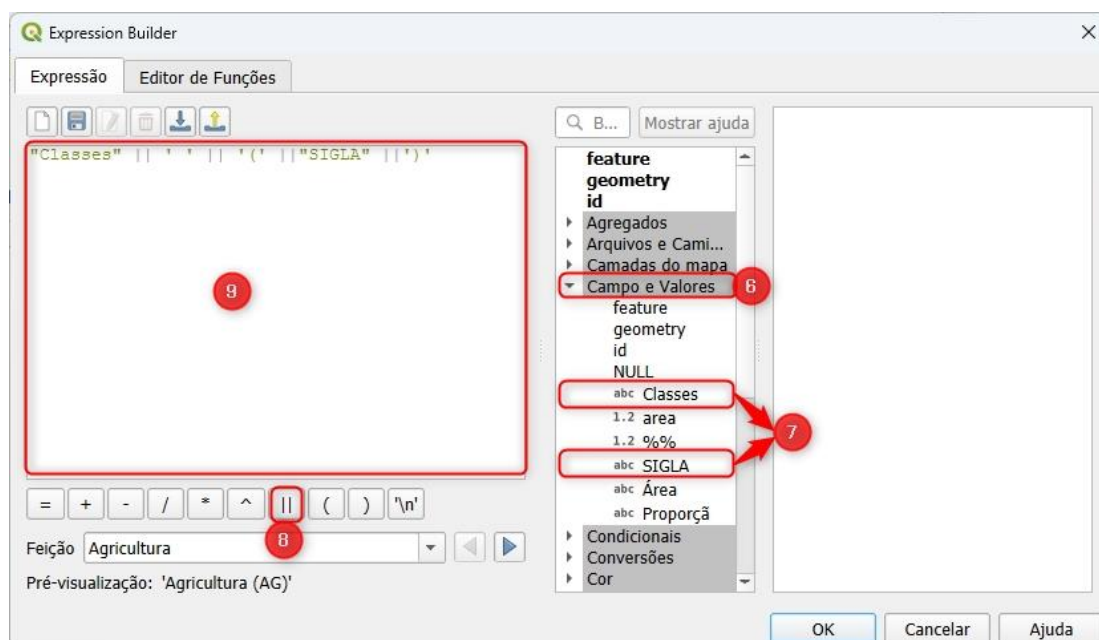 Expression Builder
Expressão
Editor de Funções
B...
Mostrar ajuda
"Classes" || ' ' || '(' ||"SIGLA" ||')'
9
feature
geometry
id
Agregados
Arquivos e Cami...
Camadas do mapa
Campo e Valores
6
feature
geometry
id
NULL
abc Classes
1.2 area
1.2 %%
abc SIGLA
abc Área
abc Proporçã
7
Condicionais
Conversões
Cor
= + - / * ^ || ( ) '\n'
8
Feição Agricultura
Pré-visualização: 'Agricultura (AG)'
OK Cancelar Ajuda